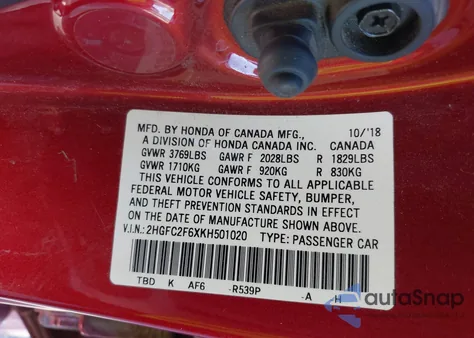 MFD. BY HONDA OF CANADA MFG., 10/'18
A DIVISION OF HONDA CANADA INC. CANADA
GVWR 3769LBS GAWR F 2028LBS R 1829LBS
GVWR 1710KG GAWR F 920KG R 830KG
THIS VEHICLE CONFORMS TO ALL APPLICABLE
FEDERAL MOTOR VEHICLE SAFETY, BUMPER,
AND THEFT PREVENTION STANDARDS IN EFFECT
ON THE DATE OF MANUFACTURE SHOWN ABOVE.
V.I.N.: 2HGFC2F6XKH501020 TYPE: PASSENGER CAR
TBD K AF6 -R539P -A H
autoSnap